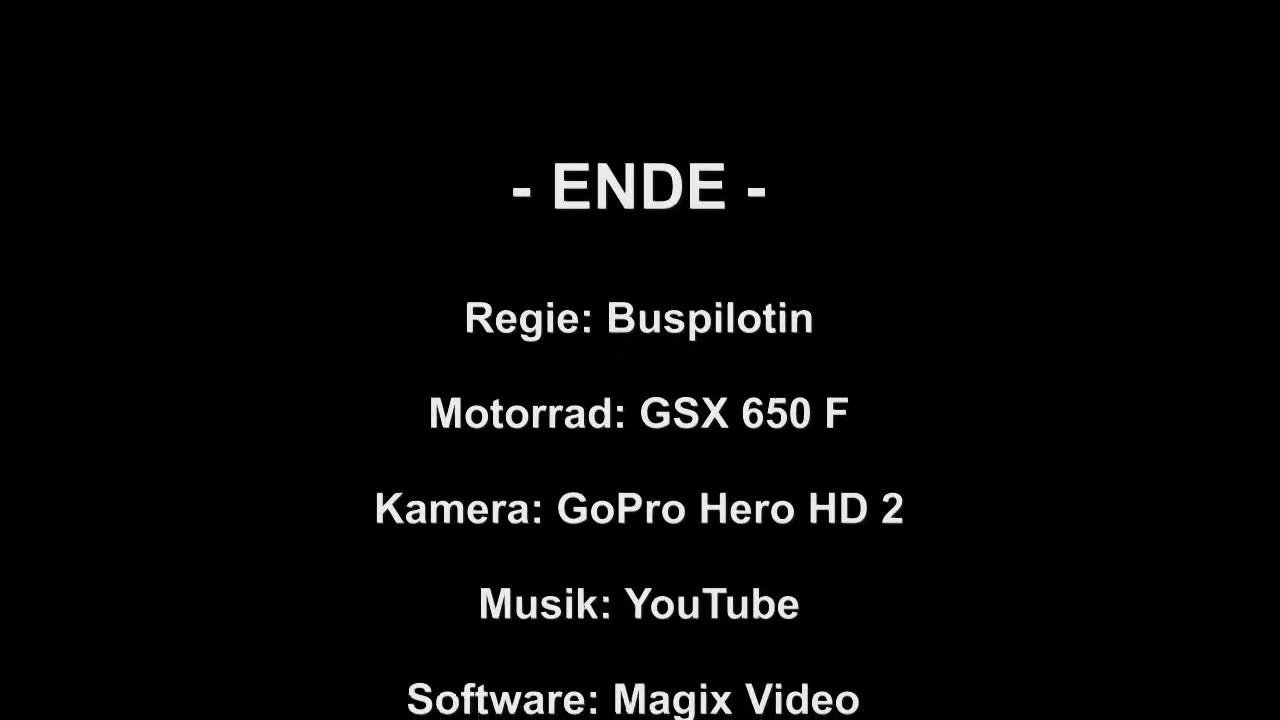 - ENDE -
Regie: Buspilotin
Motorrad: GSX 650 F
Kamera: GoPro Hero HD 2
Musik: YouTube
Software: Magix Video